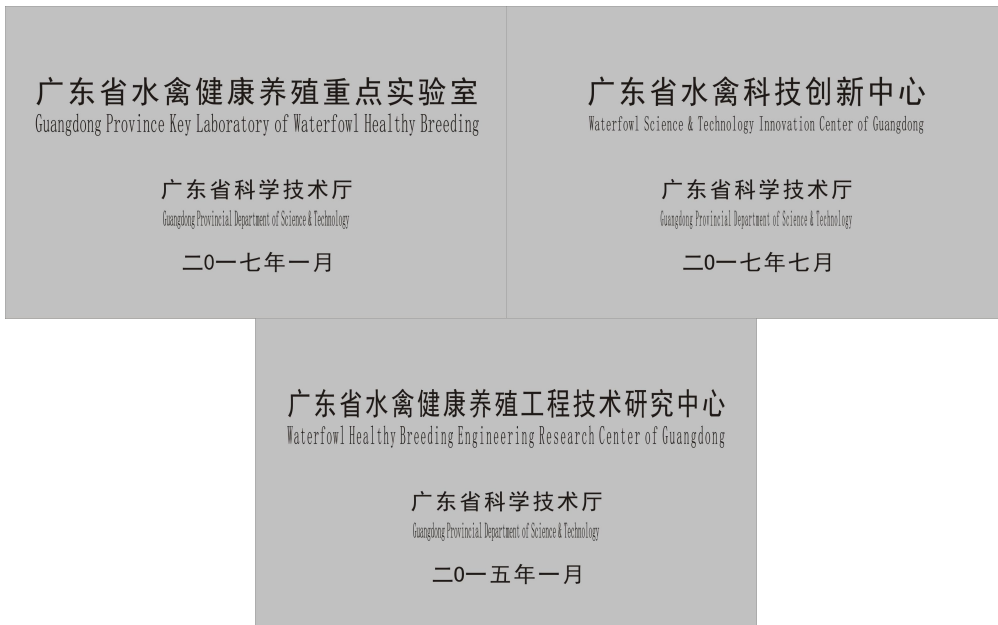 广东省水禽健康养殖重点实验室
Guangdong Province Key Laboratory of Waterfowl Healthy Breeding
广东省科学技术厅
Guangdong Provincial Department of Science & Technology
二0一七年一月
广东省水禽科技创新中心
Waterfowl Science & Technology Innovation Center of Guangdong
广东省科学技术厅
Guangdong Provincial Department of Science & Technology
二0一七年七月
广东省水禽健康养殖工程技术研究中心
Waterfowl Healthy Breeding Engineering Research Center of Guangdong
广东省科学技术厅
Guangdong Provincial Department of Science & Technology
二0一五年一月